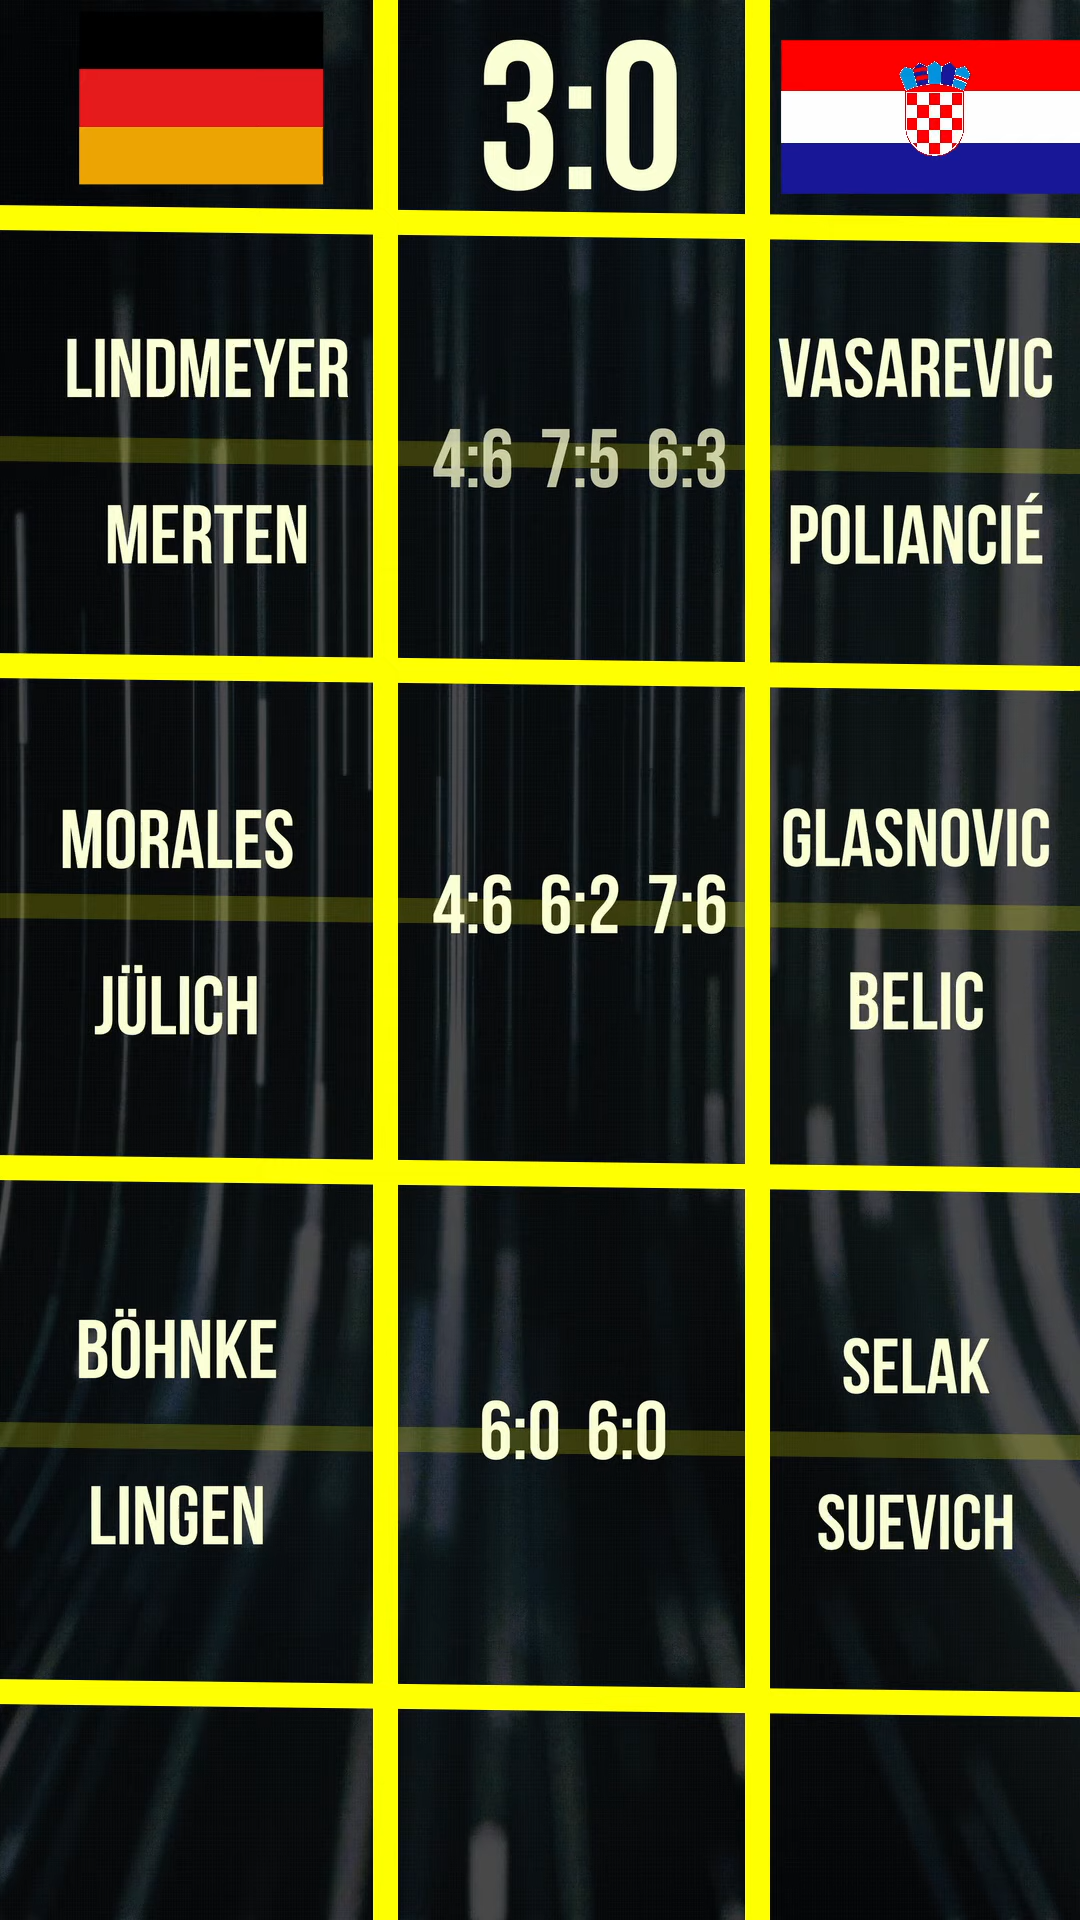 3:0
LINDMEYER
VASAREVIC
4:6 7:5 6:3
MERTEN
POLIANCIÉ
MORALES
GLASNOVIC
4:6 6:2 7:6
JÜLICH
BELIC
BÖHNKE
SELAK
6:0 6:0
LINGEN
SUEVICH